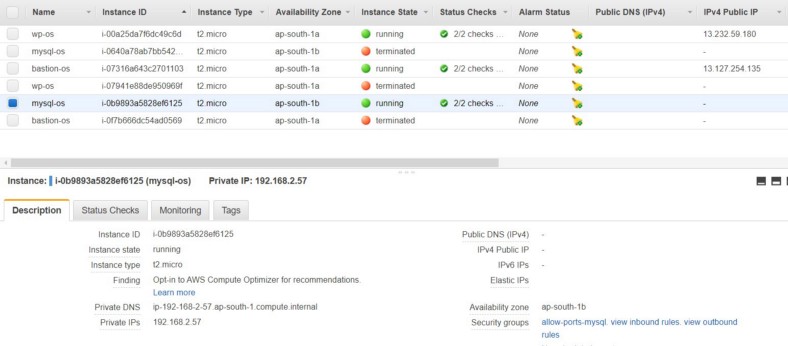 Name Instance ID Instance Type Availability Zone Instance State Status Checks Alarm Status Public DNS (IPv4) IPv4 Public IP
wp-os i-00a25da7f6dc49c6d t2.micro ap-south-1a running 2/2 checks ... None 13.232.59.180
mysql-os i-0640a78ab7bb542... t2.micro ap-south-1b terminated None -
bastion-os i-07316a643c2701103 t2.micro ap-south-1a running 2/2 checks ... None 13.127.254.135
wp-os i-07941e88de950969f t2.micro ap-south-1a terminated None -
mysql-os i-0b9893a5828ef6125 t2.micro ap-south-1b running 2/2 checks ... None -
bastion-os i-0f7b666dc54ad0569 t2.micro ap-south-1a terminated None -
Instance: i-0b9893a5828ef6125 (mysql-os) Private IP: 192.168.2.57
Description Status Checks Monitoring Tags
Instance ID i-0b9893a5828ef6125 Public DNS (IPv4) -
Instance state running IPv4 Public IP -
Instance type t2.micro IPv6 IPs -
Finding Opt-in to AWS Compute Optimizer for recommendations. Elastic IPs
Learn more
Private DNS ip-192-168-2-57.ap-south-1.compute.internal Availability zone ap-south-1b
Private IPs 192.168.2.57 Security groups allow-ports-mysql. view inbound rules. view outbound
rules